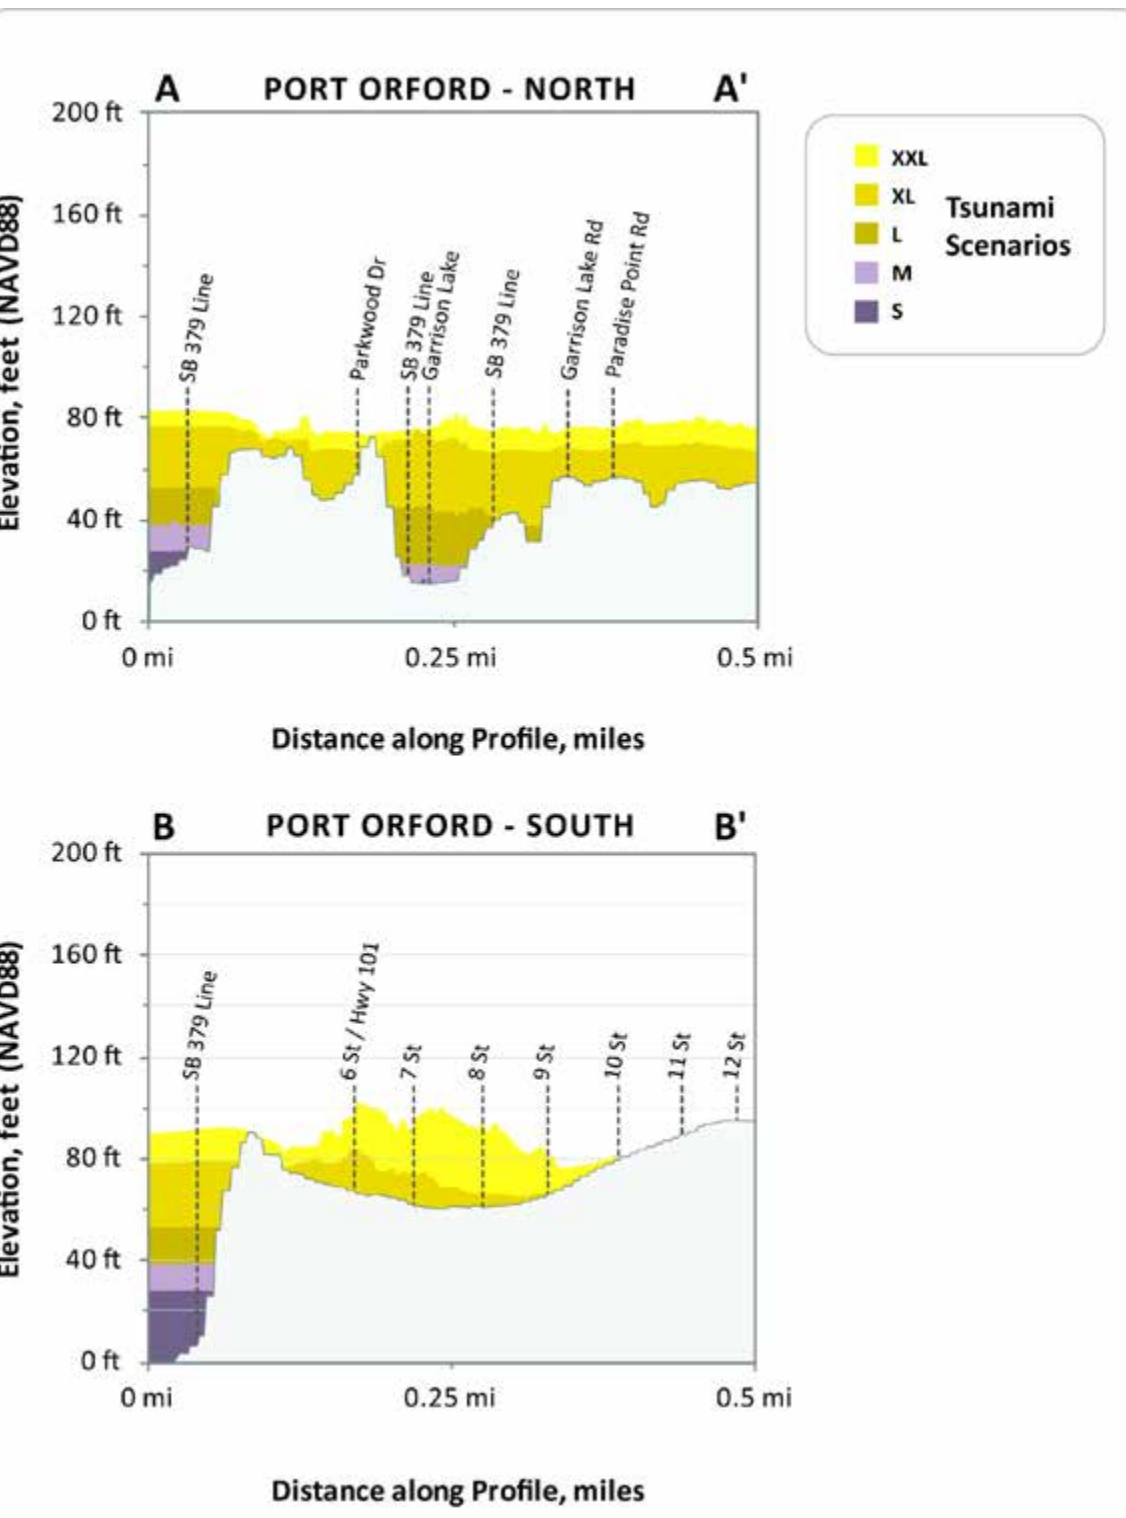 A PORT ORFORD - NORTH A'
200 ft
160 ft
120 ft
80 ft
40 ft
0 ft
Elevation, feet (NAVD88)
SB 379 Line
Parkwood Dr
SB 379 Line
Garrison Lake
SB 379 Line
Garrison Lake Rd
Paradise Point Rd
0 mi 0.25 mi 0.5 mi
Distance along Profile, miles
XXL
XL
L
M
S
Tsunami
Scenarios
B PORT ORFORD - SOUTH B'
200 ft
160 ft
120 ft
80 ft
40 ft
0 ft
Elevation, feet (NAVD88)
SB 379 Line
6 St / Hwy 101
7 St
8 St
9 St
10 St
11 St
12 St
0 mi 0.25 mi 0.5 mi
Distance along Profile, miles